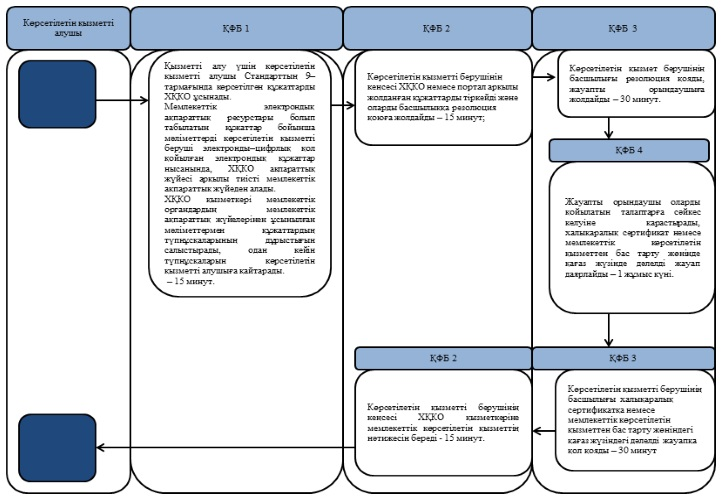 Көрсетілетін қызметті
алушы
ҚФБ 1
ҚФБ 2
ҚФБ 3
Қызметті алу үшін көрсетілетін
қызметті алушы Стандарттың 9–
тармағында көрсетілген құжаттарды
ХҚКО ұсынады.
Мемлекеттік электрондық
ақпараттық ресурстары болып
табылатын құжаттар бойынша
мәліметтерді көрсетілетін қызметті
беруші электронды–цифрлық қол
қойылған электрондық құжаттар
нысанында, ХҚКО ақпараттық
жүйесі арқылы тиісті мемлекеттік
ақпараттық жүйеден алады.
ХҚКО қызметкері мемлекеттік
органдардың мемлекеттік
ақпараттық жүйелерінен ұсынылған
мәліметтермен құжаттардың
түпнұсқаларының дұрыстығын
салыстырады, одан кейін
түпнұсқаларын көрсетілетін
қызметті алушыға қайтарады.
– 15 минут.
Көрсетілетін қызметті берушінің
кеңсесі ХҚКО немесе портал арқылы
жолданған құжаттарды тіркейді және
оларды басшылыққа резолюция
қоюға жолдайды – 15 минут;
Көрсетілетін қызмет берушінің
басшылығы резолюция қояды,
жауапты орындаушыға
жолдайды – 30 минут.
ҚФБ 4
Жауапты орындаушы оларды
қойылатын талаптарға сәйкес
келуіне қарастырады,
халықаралық сертификат немесе
мемлекеттік көрсетілетін
қызметтен бас тарту жөнінде
қағаз жүзінде дәлелді жауап
даярлайды – 1 жұмыс күні.
ҚФБ 2
ҚФБ 3
Көрсетілетін қызметті берушінің
кеңсесі ХҚКО қызметкеріне
мемлекеттік көрсетілетін қызметтің
нәтижесін береді - 15 минут.
Көрсетілетін қызметті берушінің
басшылығы халықаралық
сертификатқа немесе
мемлекеттік көрсетілетін
қызметтен бас тарту жөніндегі
қағаз жүзіндегі дәлелді жауапқа
қол қояды – 30 минут